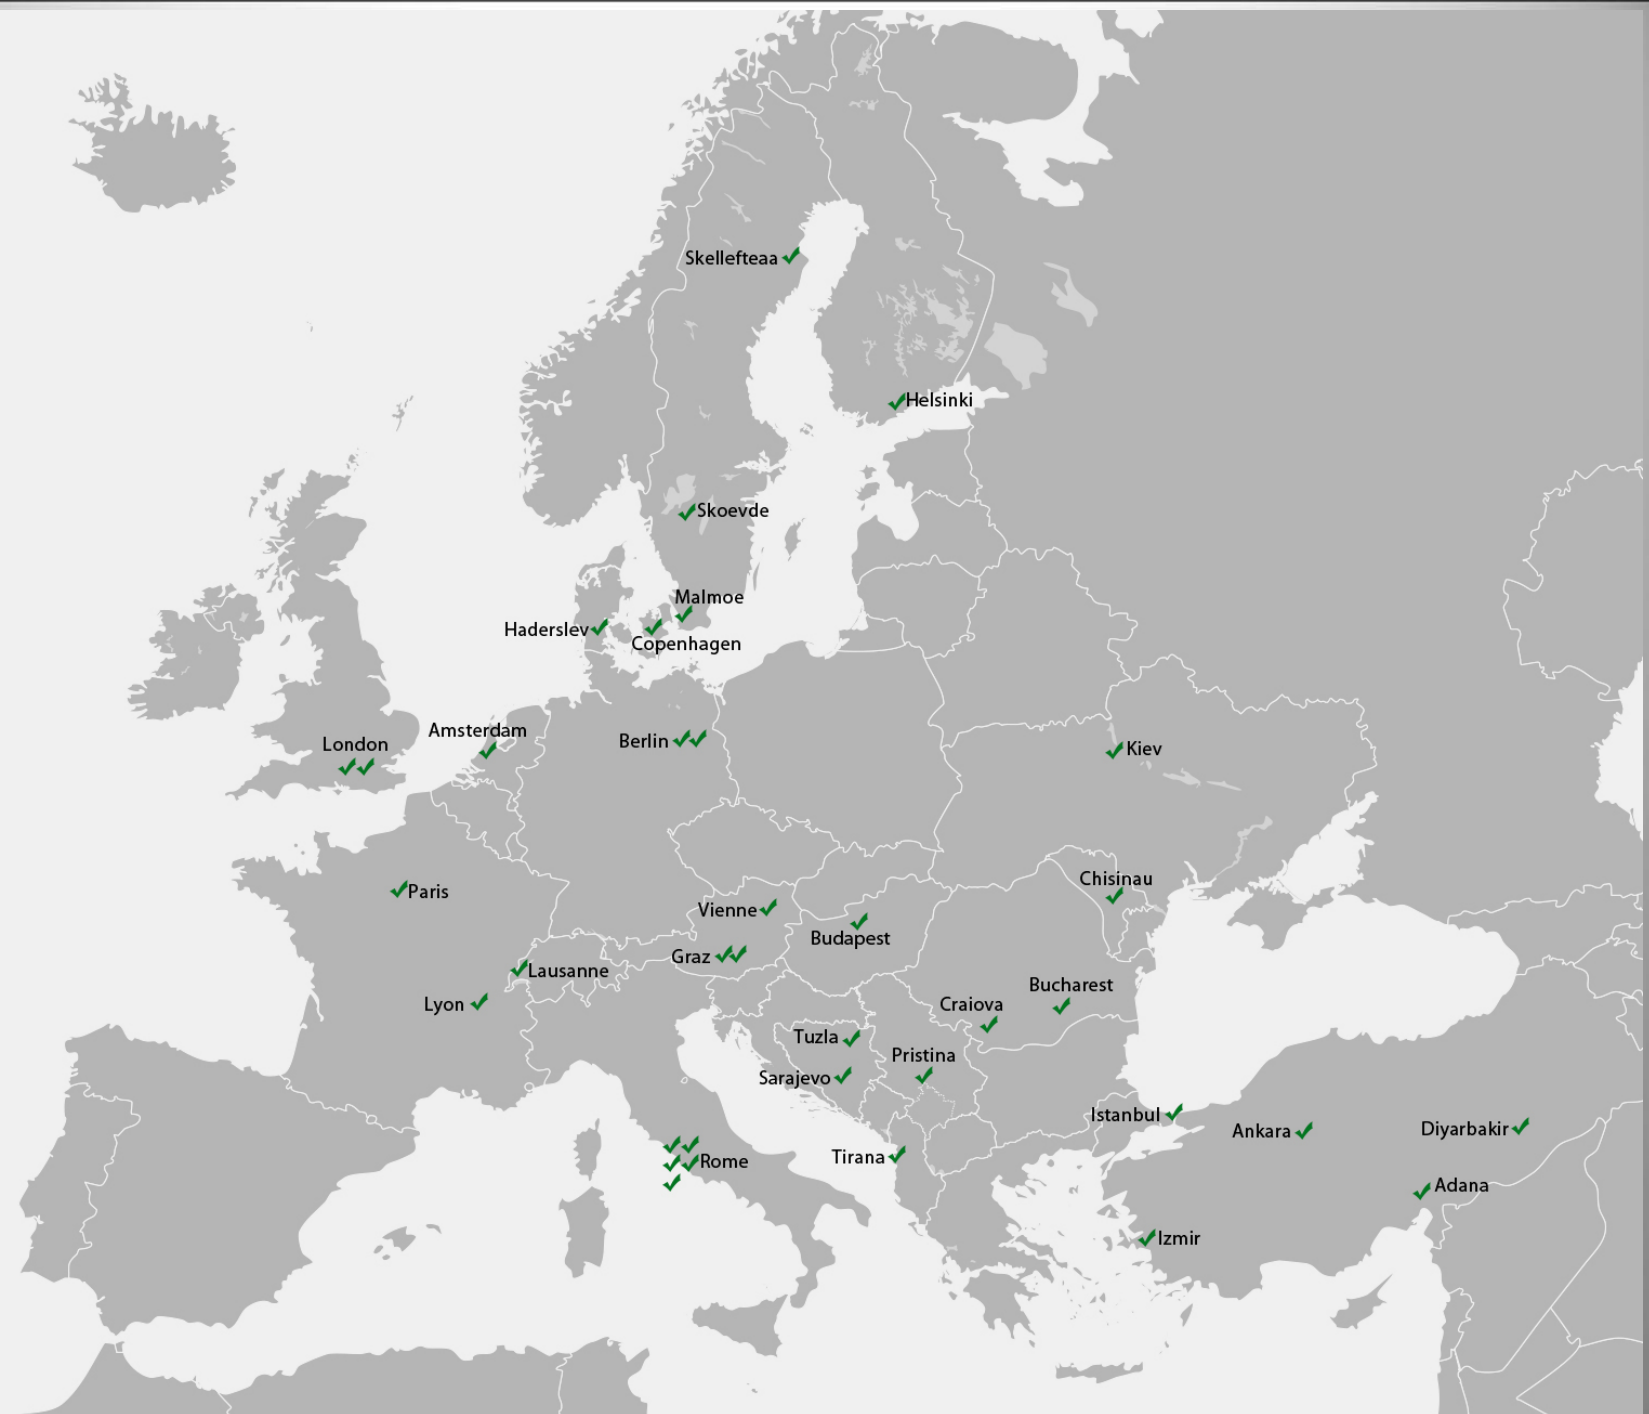 Skellefteaa
Helsinki
Skoevde
Malmoe
Haderslev
Copenhagen
Amsterdam
Berlin
London
Kiev
Chisinau
Paris
Vienne
Budapest
Graz
Lausanne
Bucharest
Lyon
Craiova
Tuzla
Pristina
Sarajevo
Istanbul
Ankara
Diyarbakir
Tirana
Rome
Adana
Izmir